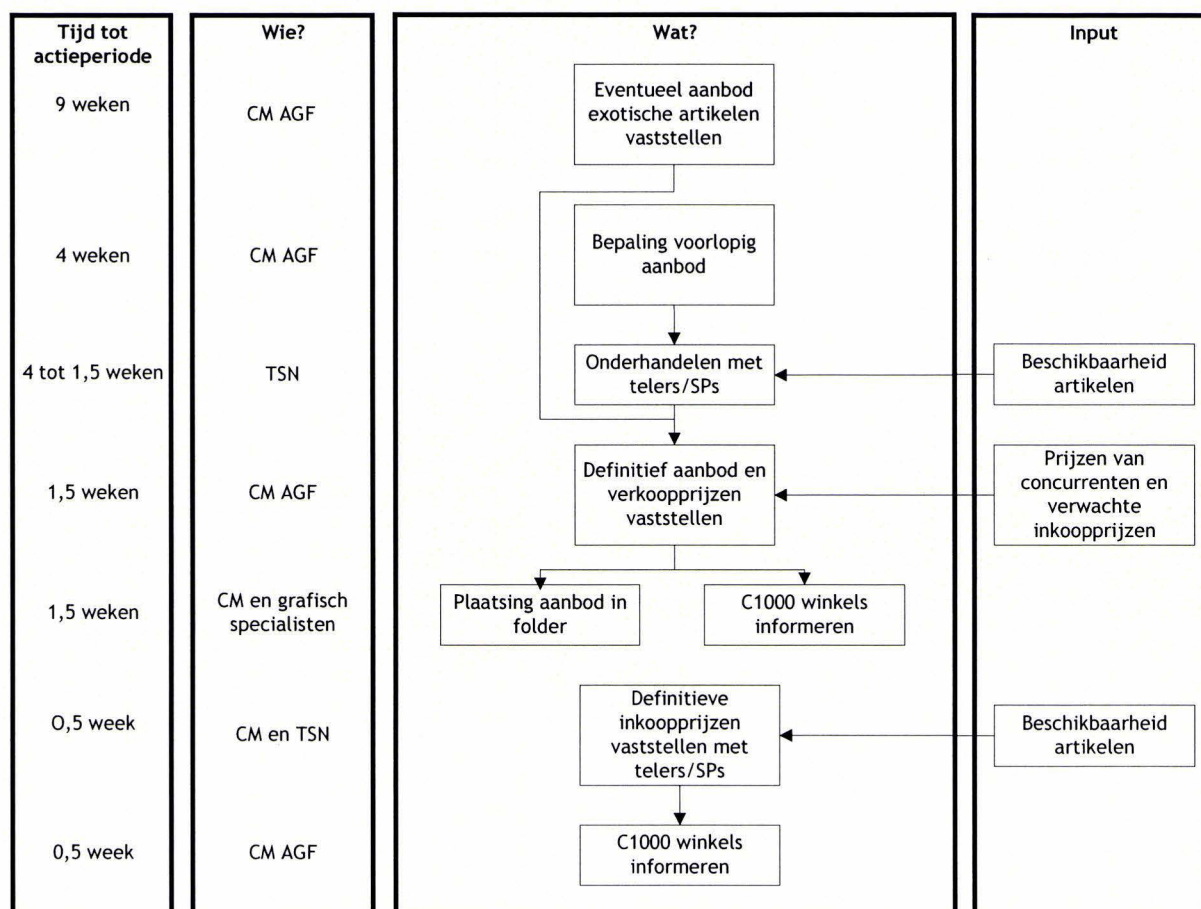 Tijd tot
actieperiode
Wie?
Wat?
Input
9 weken
CM AGF
Eventueel aanbod
exotische artikelen
vaststellen
4 weken
CM AGF
Bepaling voorlopig
aanbod
4 tot 1,5 weken
TSN
Onderhandelen met
telers/SPs
Beschikbaarheid
artikelen
1,5 weken
CM AGF
Definitief aanbod en
verkoopprijzen
vaststellen
Prijzen van
concurrenten en
verwachte
inkoopprijzen
1,5 weken
CM en grafisch
specialisten
Plaatsing aanbod in
folder
C1000 winkels
informeren
O,5 week
CM en TSN
Definitieve
inkoopprijzen
vaststellen met
telers/SPs
Beschikbaarheid
artikelen
0,5 week
CM AGF
C1000 winkels
informeren